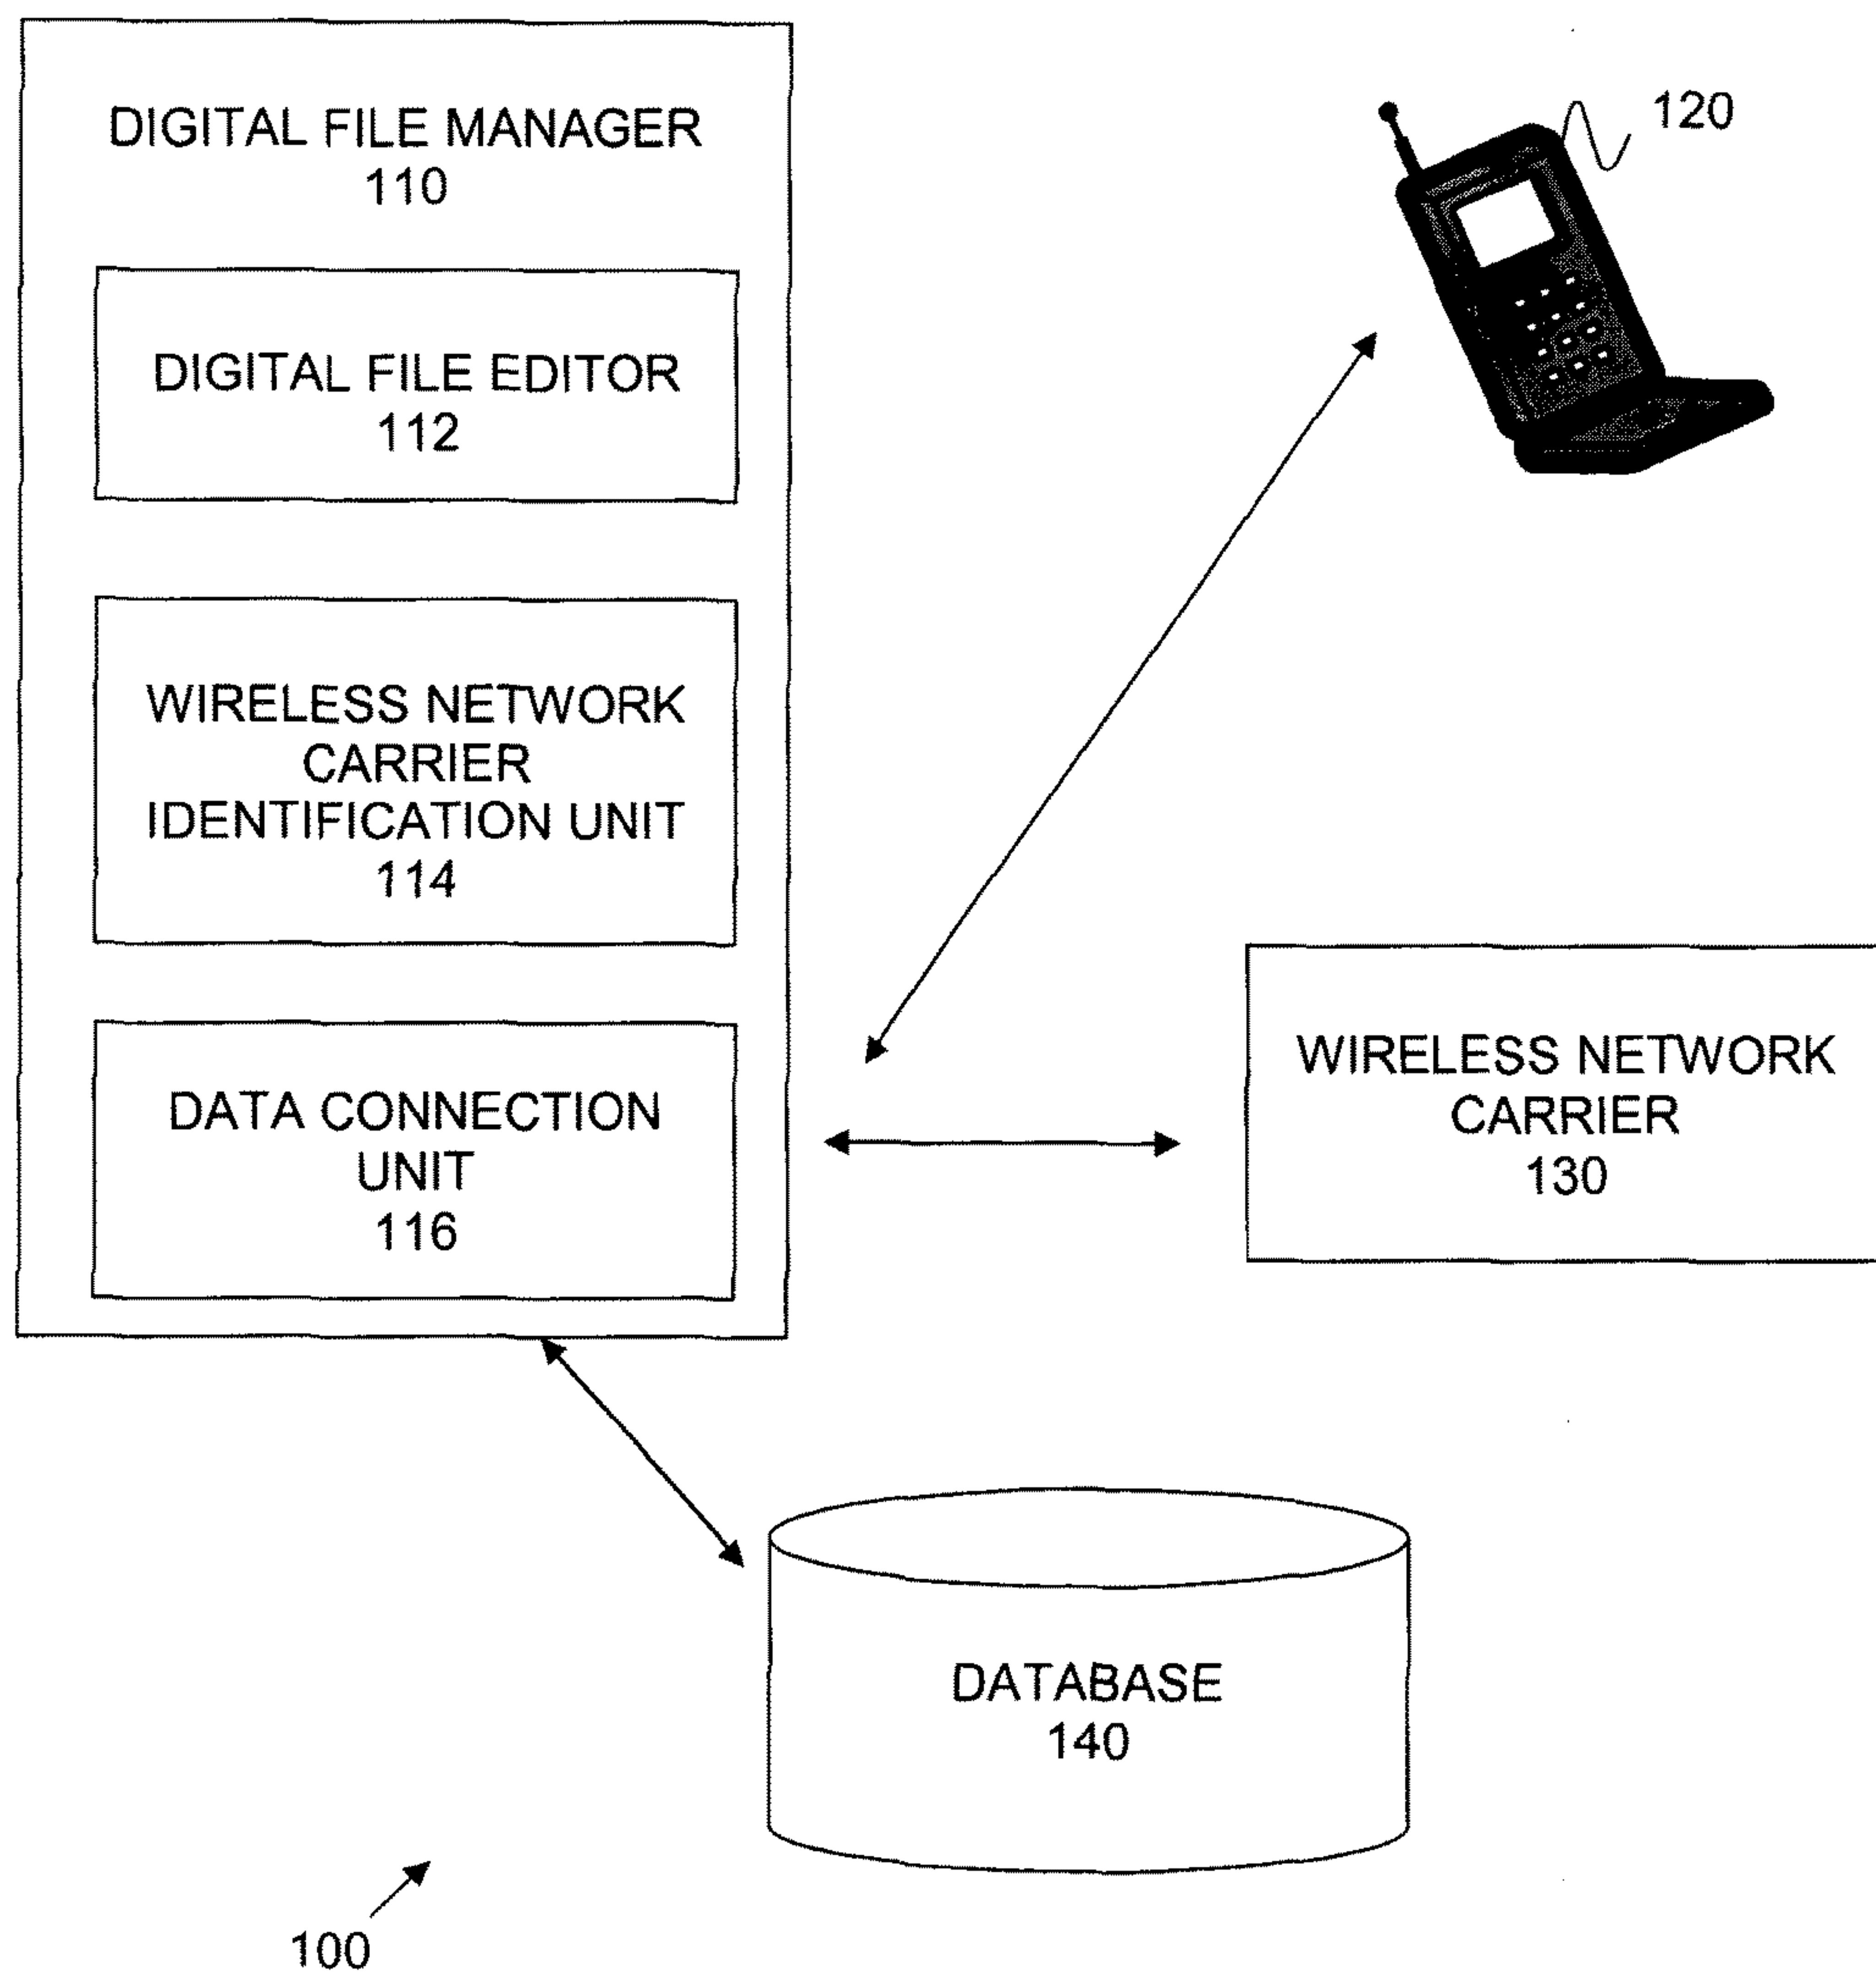 DIGITAL FILE MANAGER
110
DIGITAL FILE EDITOR
112
WIRELESS NETWORK
CARRIER
IDENTIFICATION UNIT
114
DATA CONNECTION
UNIT
116
120
WIRELESS NETWORK
CARRIER
130
DATABASE
140
100